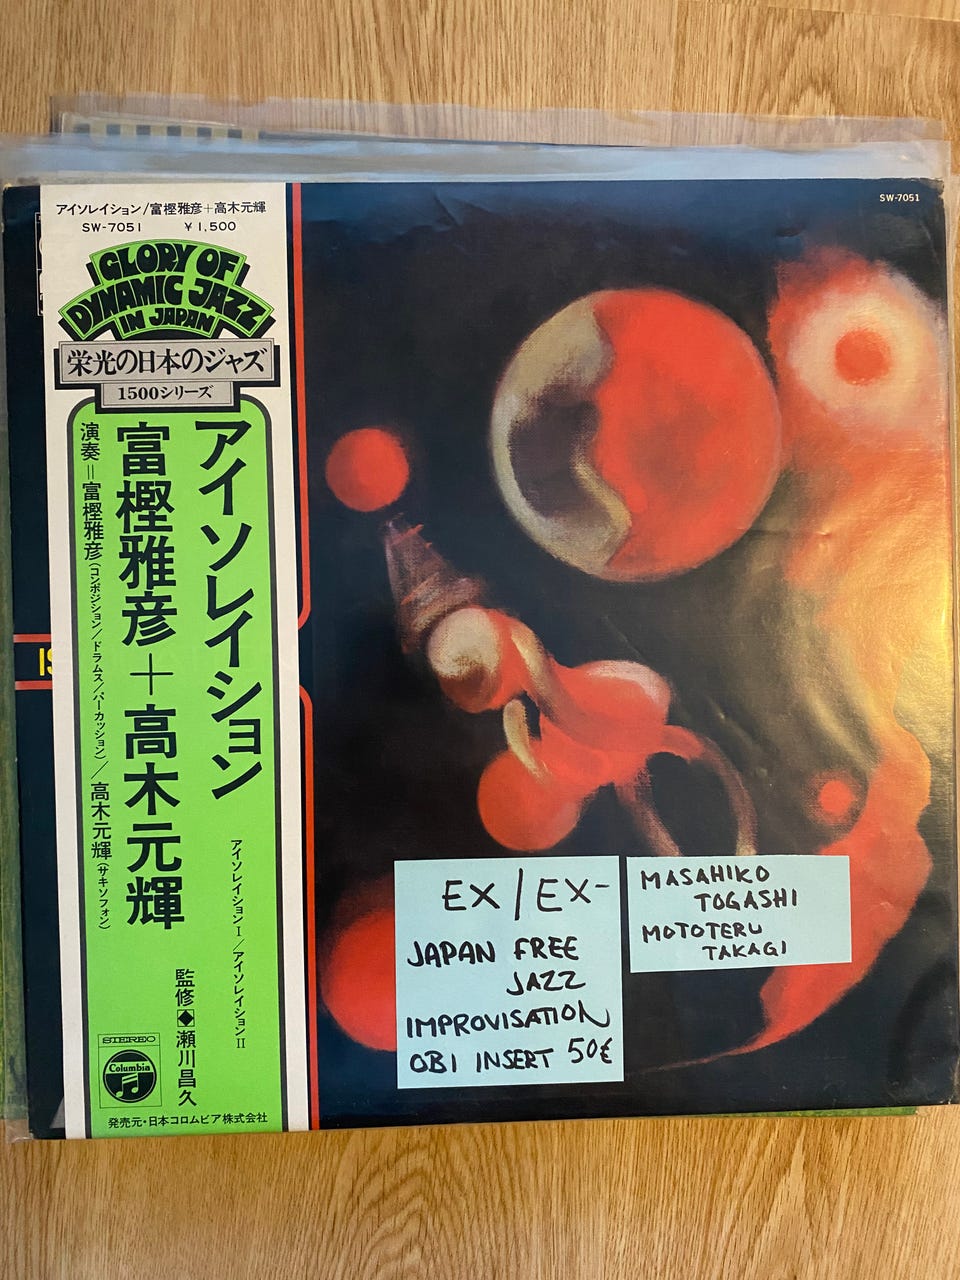 SW-7051
アイソレイション/富樫雅彦+高木元輝
SW-7051 ¥1,500
GLORY OF
DYNAMIC JAZZ
IN JAPAN
栄光の日本のジャズ
1500シリーズ
アイソレイション
富樫雅彦+高木元輝
演奏=富樫雅彦(コンポジション/ドラムス/パーカッション)/高木元輝(サキソフォン)
アイソレイションI/アイソレイションII
監修◆瀬川昌久
STEREO
Columbia
発売元・日本コロムビア株式会社
EX/EX-
JAPAN FREE
JAZZ
IMPROVISATION
OBI INSERT 50€
MASAHIKO
TOGASHI
MOTOTERU
TAKAGI